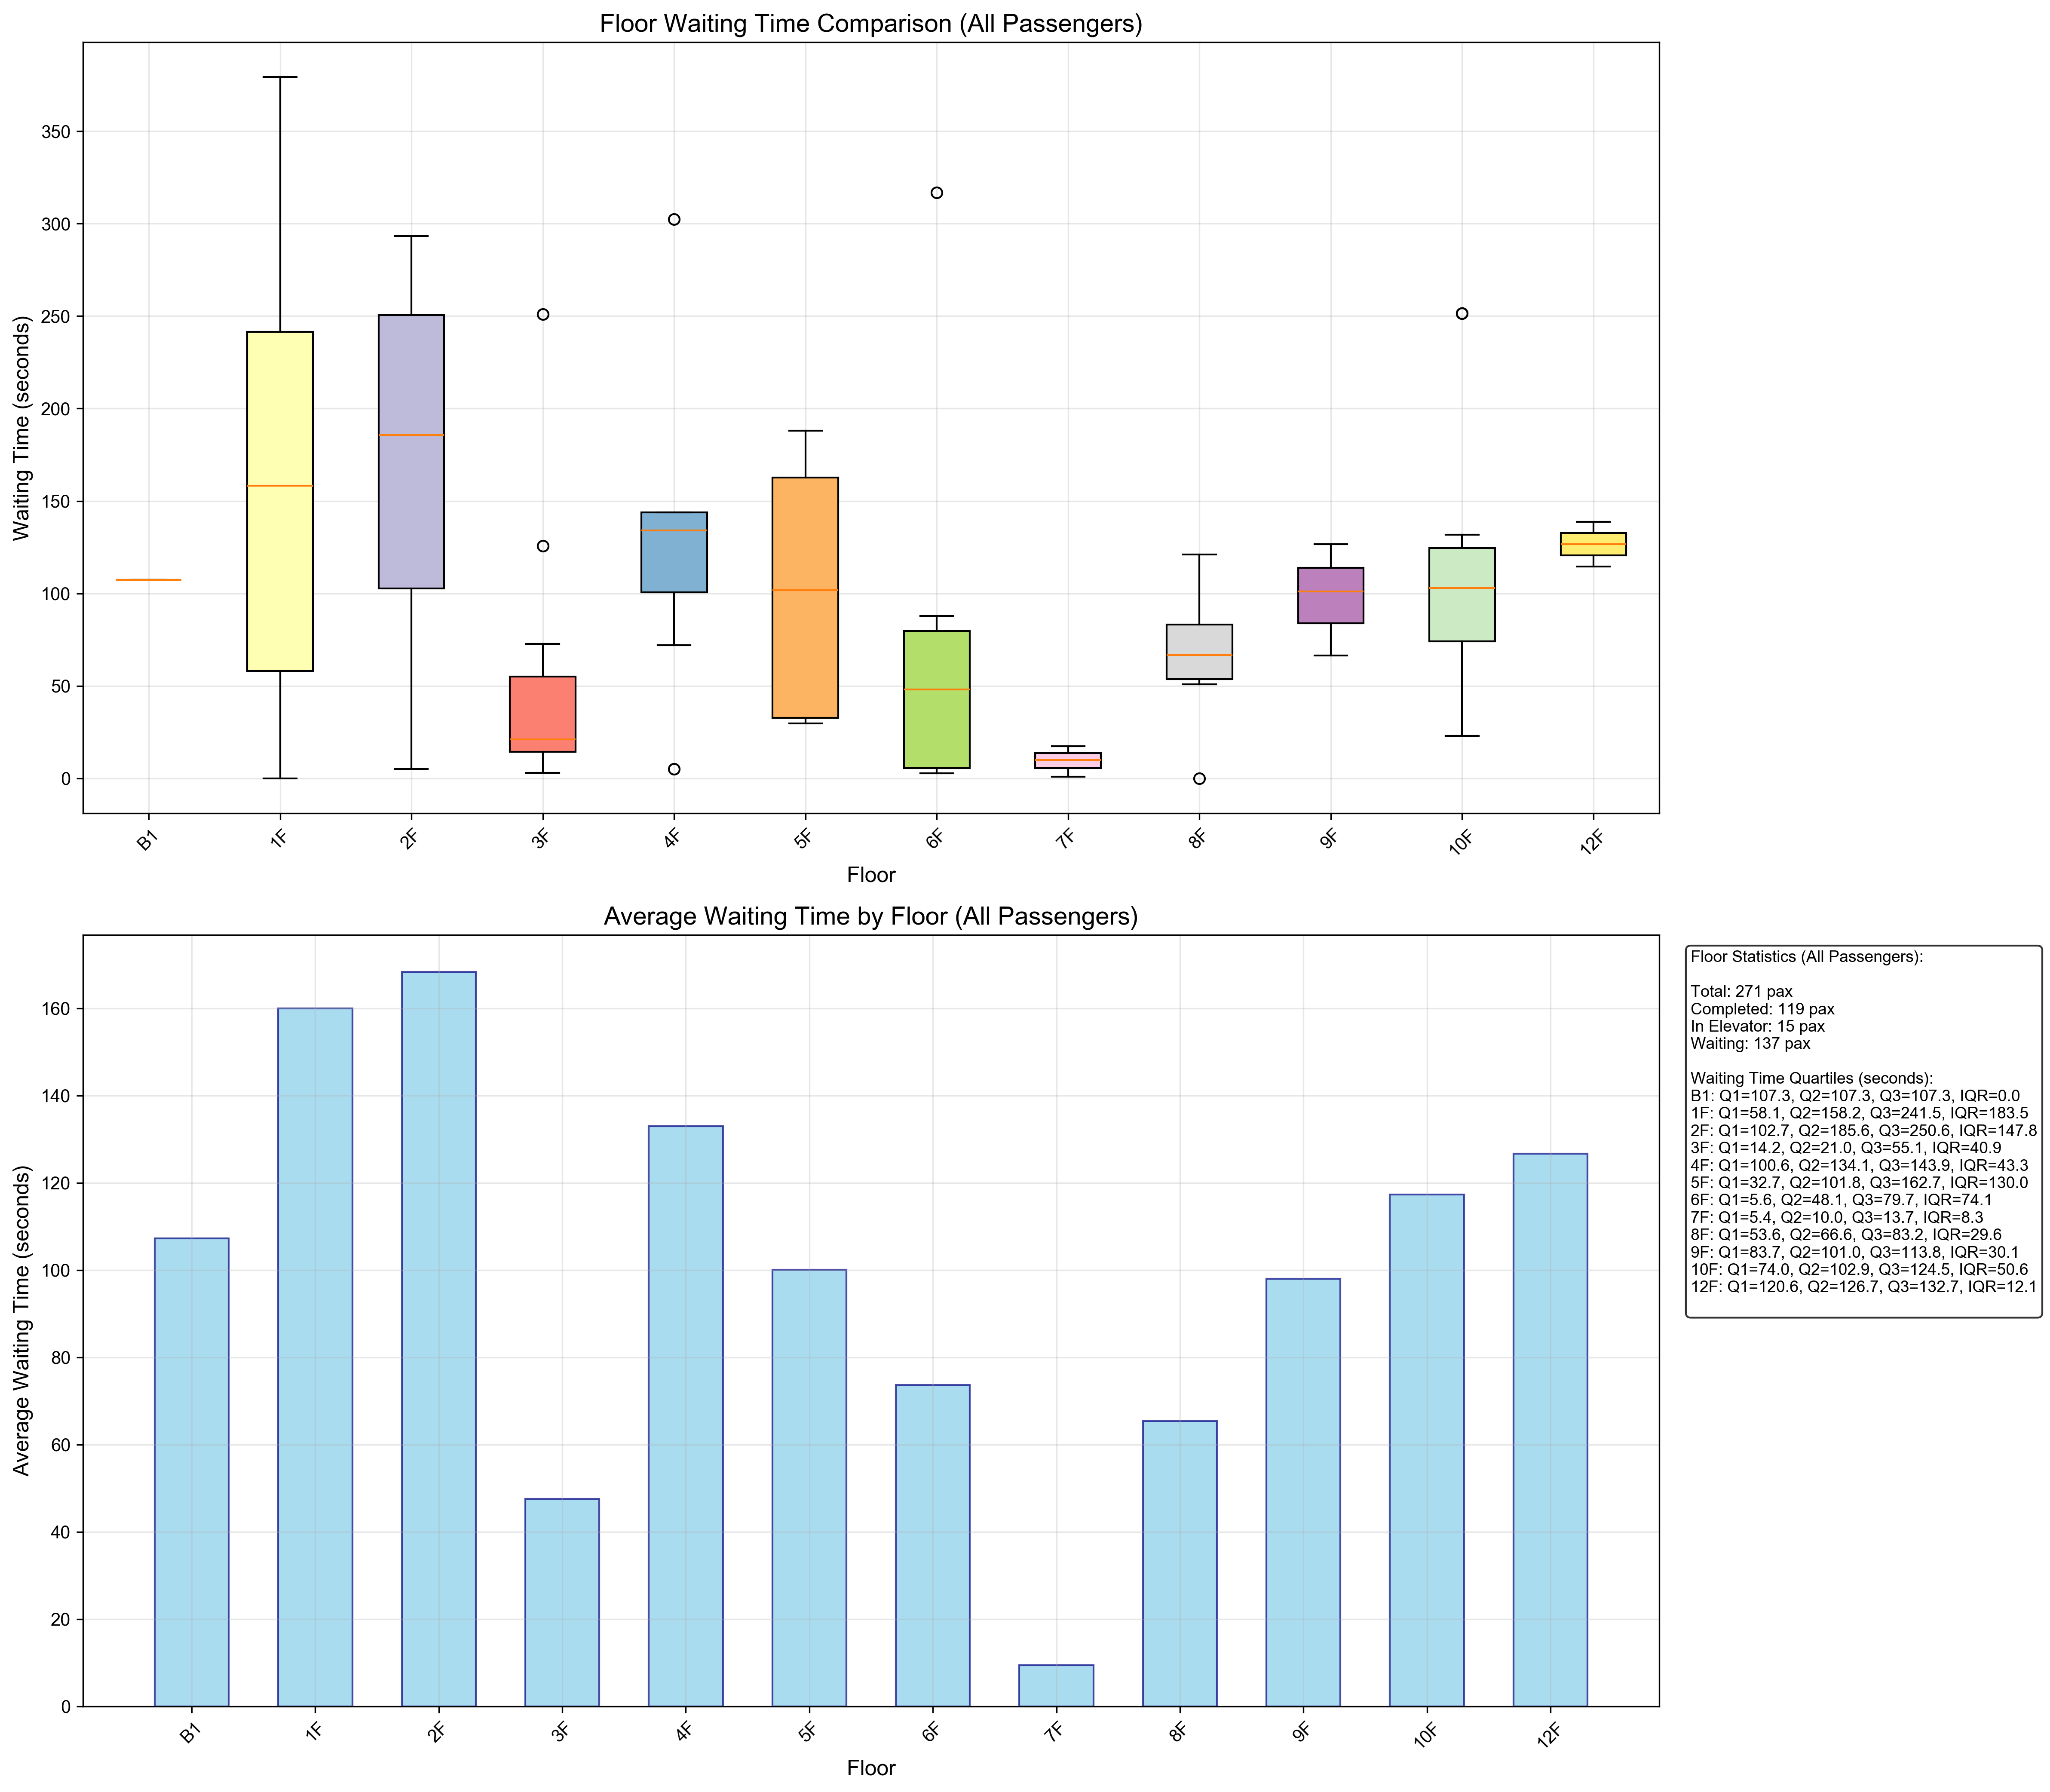 Floor Waiting Time Comparison (All Passengers)
Waiting Time (seconds)
350
300
250
200
150
100
50
0
B1 1F 2F 3F 4F 5F 6F 7F 8F 9F 10F 12F
Floor
Average Waiting Time by Floor (All Passengers)
Average Waiting Time (seconds)
160
140
120
100
80
60
40
20
0
B1 1F 2F 3F 4F 5F 6F 7F 8F 9F 10F 12F
Floor
Floor Statistics (All Passengers):
Total: 271 pax
Completed: 119 pax
In Elevator: 15 pax
Waiting: 137 pax
Waiting Time Quartiles (seconds):
B1: Q1=107.3, Q2=107.3, Q3=107.3, IQR=0.0
1F: Q1=58.1, Q2=158.2, Q3=241.5, IQR=183.5
2F: Q1=102.7, Q2=185.6, Q3=250.6, IQR=147.8
3F: Q1=14.2, Q2=21.0, Q3=55.1, IQR=40.9
4F: Q1=100.6, Q2=134.1, Q3=143.9, IQR=43.3
5F: Q1=32.7, Q2=101.8, Q3=162.7, IQR=130.0
6F: Q1=5.6, Q2=48.1, Q3=79.7, IQR=74.1
7F: Q1=5.4, Q2=10.0, Q3=13.7, IQR=8.3
8F: Q1=53.6, Q2=66.6, Q3=83.2, IQR=29.6
9F: Q1=83.7, Q2=101.0, Q3=113.8, IQR=30.1
10F: Q1=74.0, Q2=102.9, Q3=124.5, IQR=50.6
12F: Q1=120.6, Q2=126.7, Q3=132.7, IQR=12.1